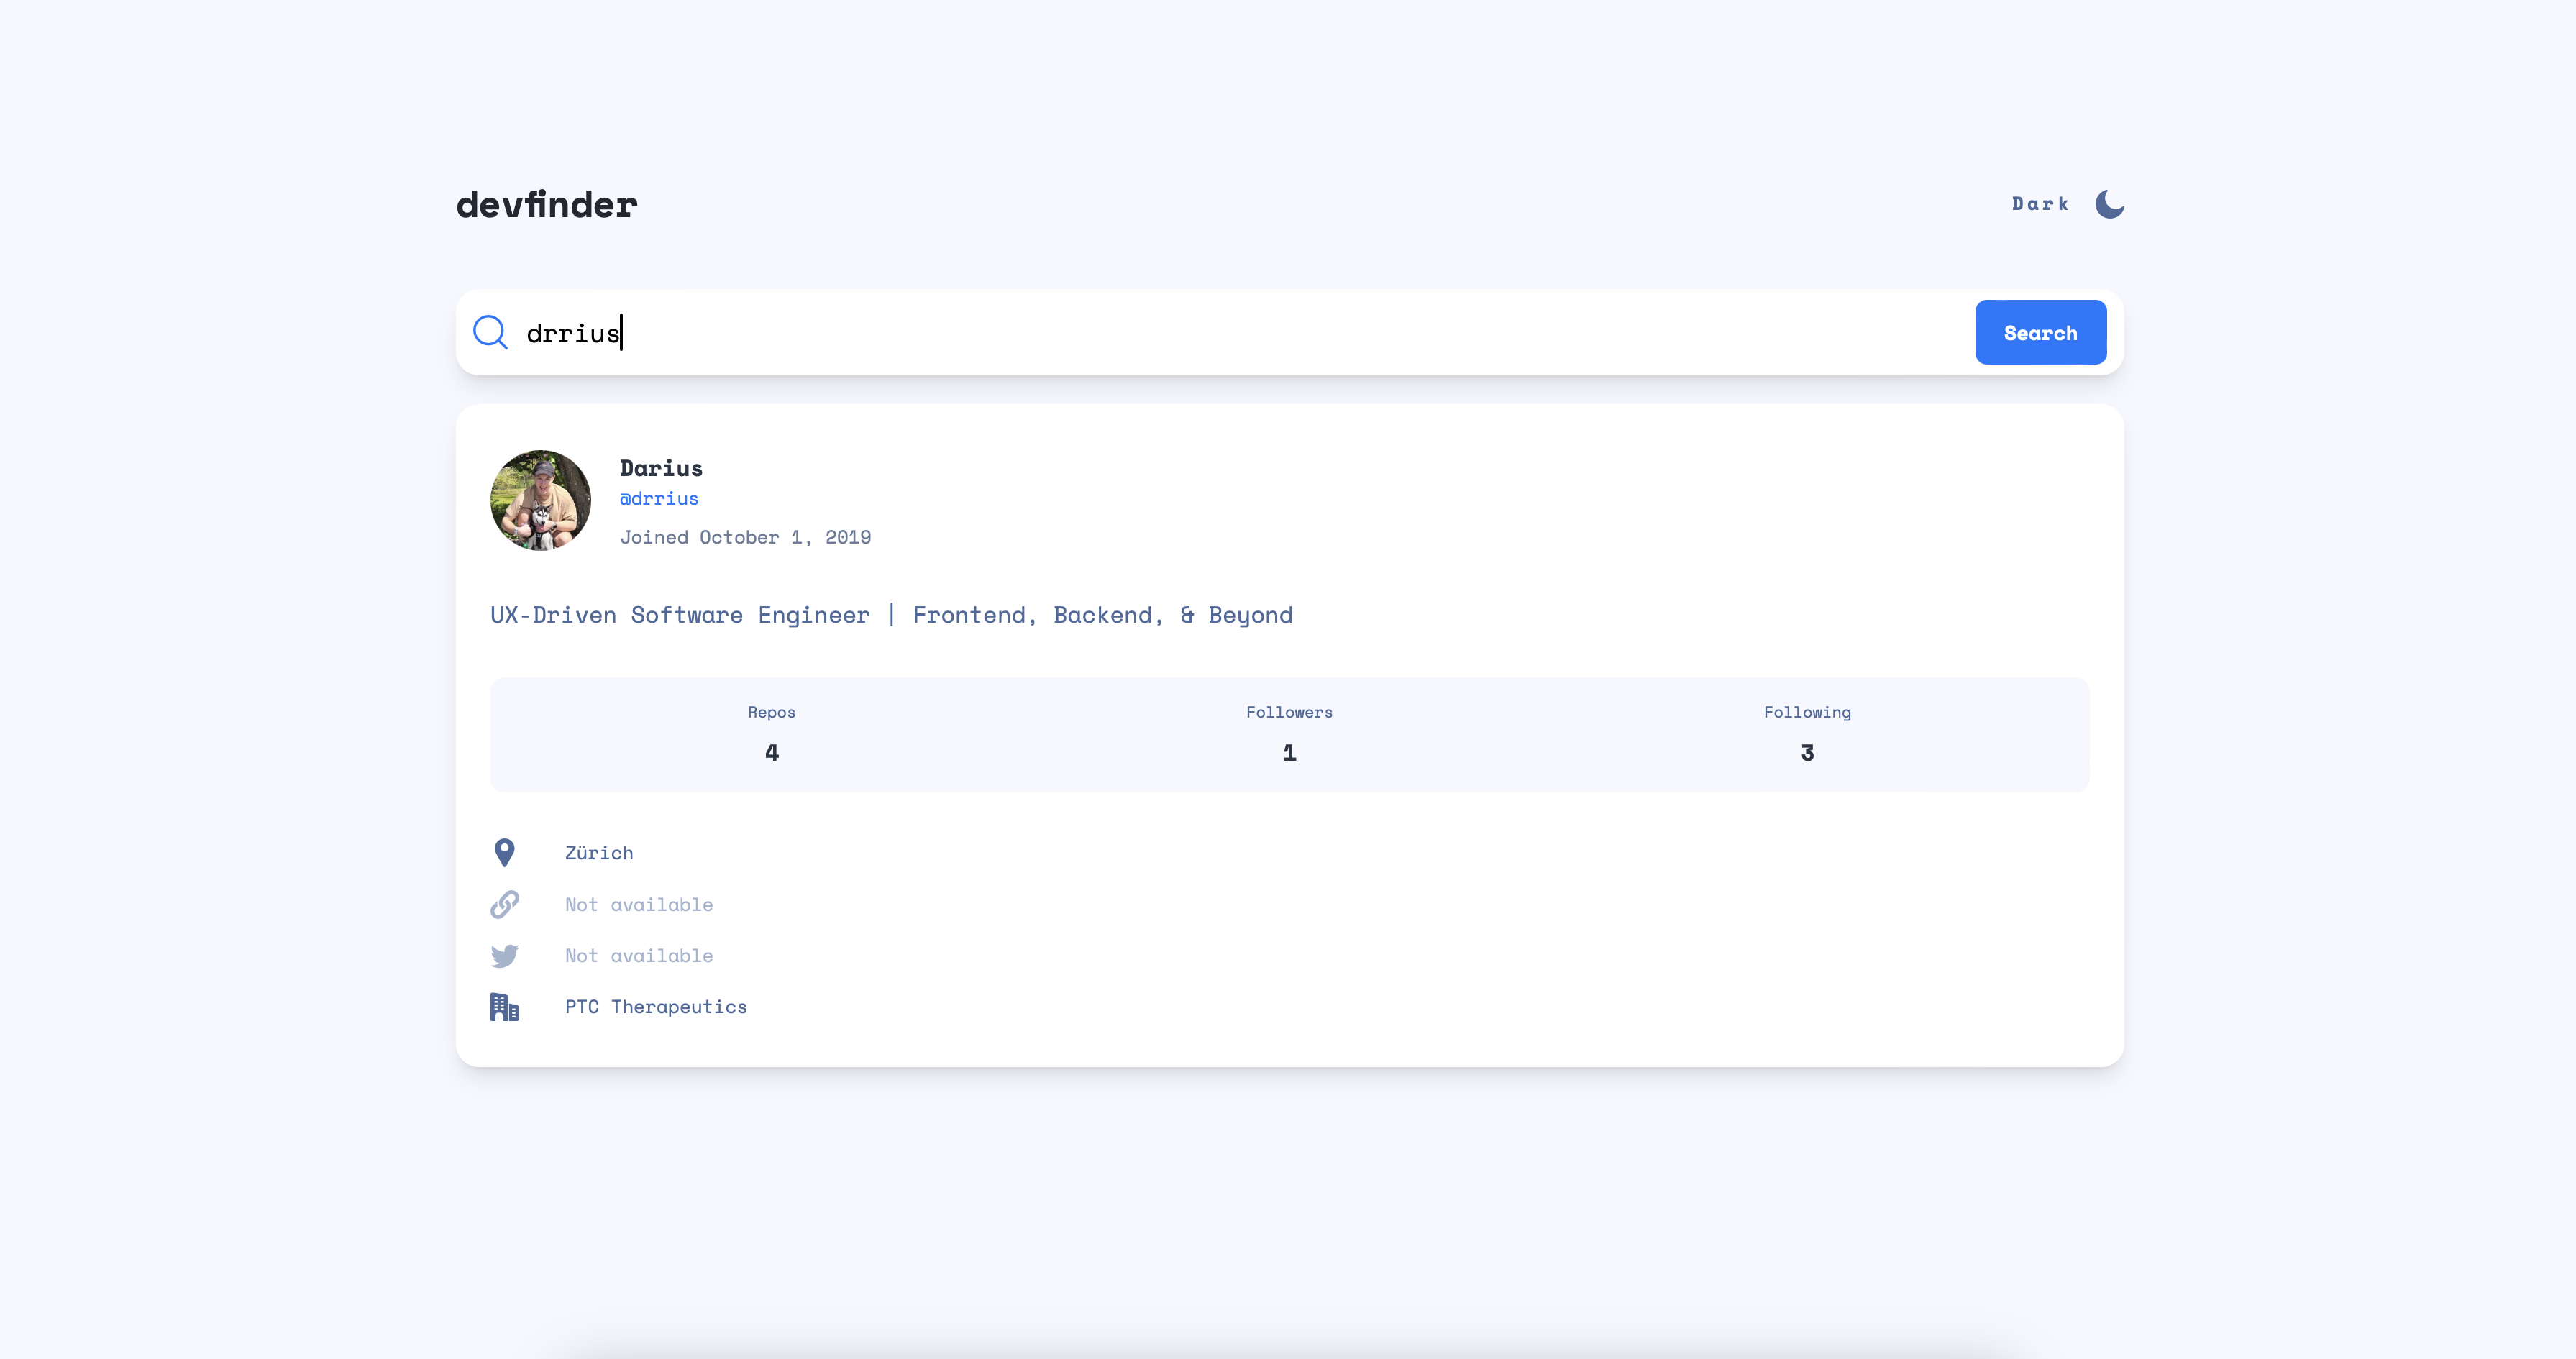 devfinder
Dark
drrius
Search
Darius
@drrius
Joined October 1, 2019
UX-Driven Software Engineer | Frontend, Backend, & Beyond
Repos
Followers
Following
4
1
3
Zürich
Not available
Not available
PTC Therapeutics